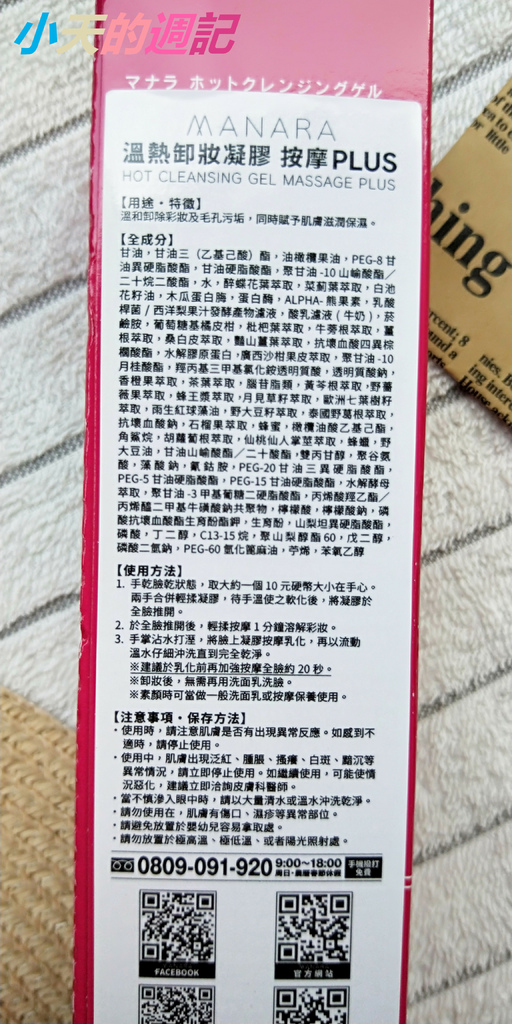 小天的週記
マナラ ホットクレンジングゲル
MANARA
溫熱卸妝凝膠 按摩PLUS
HOT CLEANSING GEL MASSAGE PLUS
【用途・特徵】
溫和卸除彩妝及毛孔污垢，同時賦予肌膚滋潤保濕。
【全成分】
甘油，甘油三（乙基己酸）酯，油橄欖果油，PEG-8甘
油異硬脂酸酯，甘油硬脂酸酯，聚甘油-10山崳酸酯／
二十烷二酸酯，水，醉蝶花葉萃取，菜薊葉萃取，白池
花籽油，木瓜蛋白酶，蛋白酶，ALPHA-熊果素，乳酸
桿菌／西洋梨果汁發酵產物濾液，酸乳濾液（牛奶），菸
鹼胺，葡萄糖基橘皮柑，枇杷葉萃取，牛蒡根萃取，薑
根萃取，桑白皮萃取，豔山薑葉萃取，抗壞血酸四異棕
櫚酸酯，水解膠原蛋白，廣西沙柑果皮萃取，聚甘油-10
月桂酸酯，羥丙基三甲基氯化銨透明質酸，透明質酸鈉，
香橙果萃取，茶葉萃取，腦苷脂類，黃芩根萃取，野薔
薇果萃取，蜂王漿萃取，月見草籽萃取，歐洲七葉樹籽
萃取，雨生紅球藻油，野大豆籽萃取，泰國野葛根萃取，
抗壞血酸鈉，石榴果萃取，蜂蜜，橄欖油酸乙基己酯，
角鯊烷，胡蘿蔔根萃取，仙桃仙人掌莖萃取，蜂蠟，野
大豆油，甘油山崳酸酯／二十酸酯，雙丙甘醇，聚谷氨
酸，藻酸鈉，氰鈷胺，PEG-20甘油三異硬脂酸酯，
PEG-5甘油硬脂酸酯，PEG-15甘油硬脂酸酯，水解酵母
萃取，聚甘油-3甲基葡糖二硬脂酸酯，丙烯酸羥乙酯／
丙烯醯二甲基牛磺酸鈉共聚物，檸檬酸，檸檬酸鈉，磷
酸抗壞血酸酯生育酚酯鉀，生育酚，山梨坦異硬脂酸酯，
磷酸，丁二醇，C13-15烷，聚山梨醇酯60，戊二醇，
磷酸二氫鈉，PEG-60氫化蓖麻油，苧烯，苯氧乙醇
【使用方法】
1. 手乾臉乾狀態，取大約一個10元硬幣大小在手心。
兩手合併輕揉凝膠，待手溫使之軟化後，將凝膠於
全臉推開。
2. 於全臉推開後，輕揉按摩1分鐘溶解彩妝。
3. 手掌沾水打溼，將臉上凝膠按摩乳化，再以流動
溫水仔細沖洗直到完全乾淨。
※建議於乳化前再加強按摩全臉約20秒。
※卸妝後，無需再用洗面乳洗臉。
※素顏時可當做一般洗面乳或按摩保養使用。
【注意事項・保存方法】
・使用時，請注意肌膚是否有出現異常反應。如感到不
適時，請停止使用。
・使用中，肌膚出現泛紅、腫脹、搔癢、白斑、黯沉等
異常情況，請立即停止使用。如繼續使用，可能使情
況惡化，建議立即洽詢皮膚科醫師。
・當不慎滲入眼中時，請以大量清水或溫水沖洗乾淨。
・請勿使用在，肌膚有傷口、濕疹等異常部位。
・請避免放置於嬰幼兒容易拿取處。
・請勿放置於極高溫、極低溫、或者陽光照射處。
0809-091-920 9:00~18:00 手機撥打
周日・農曆春節休假 免費
FACEBOOK
官方網站
hing